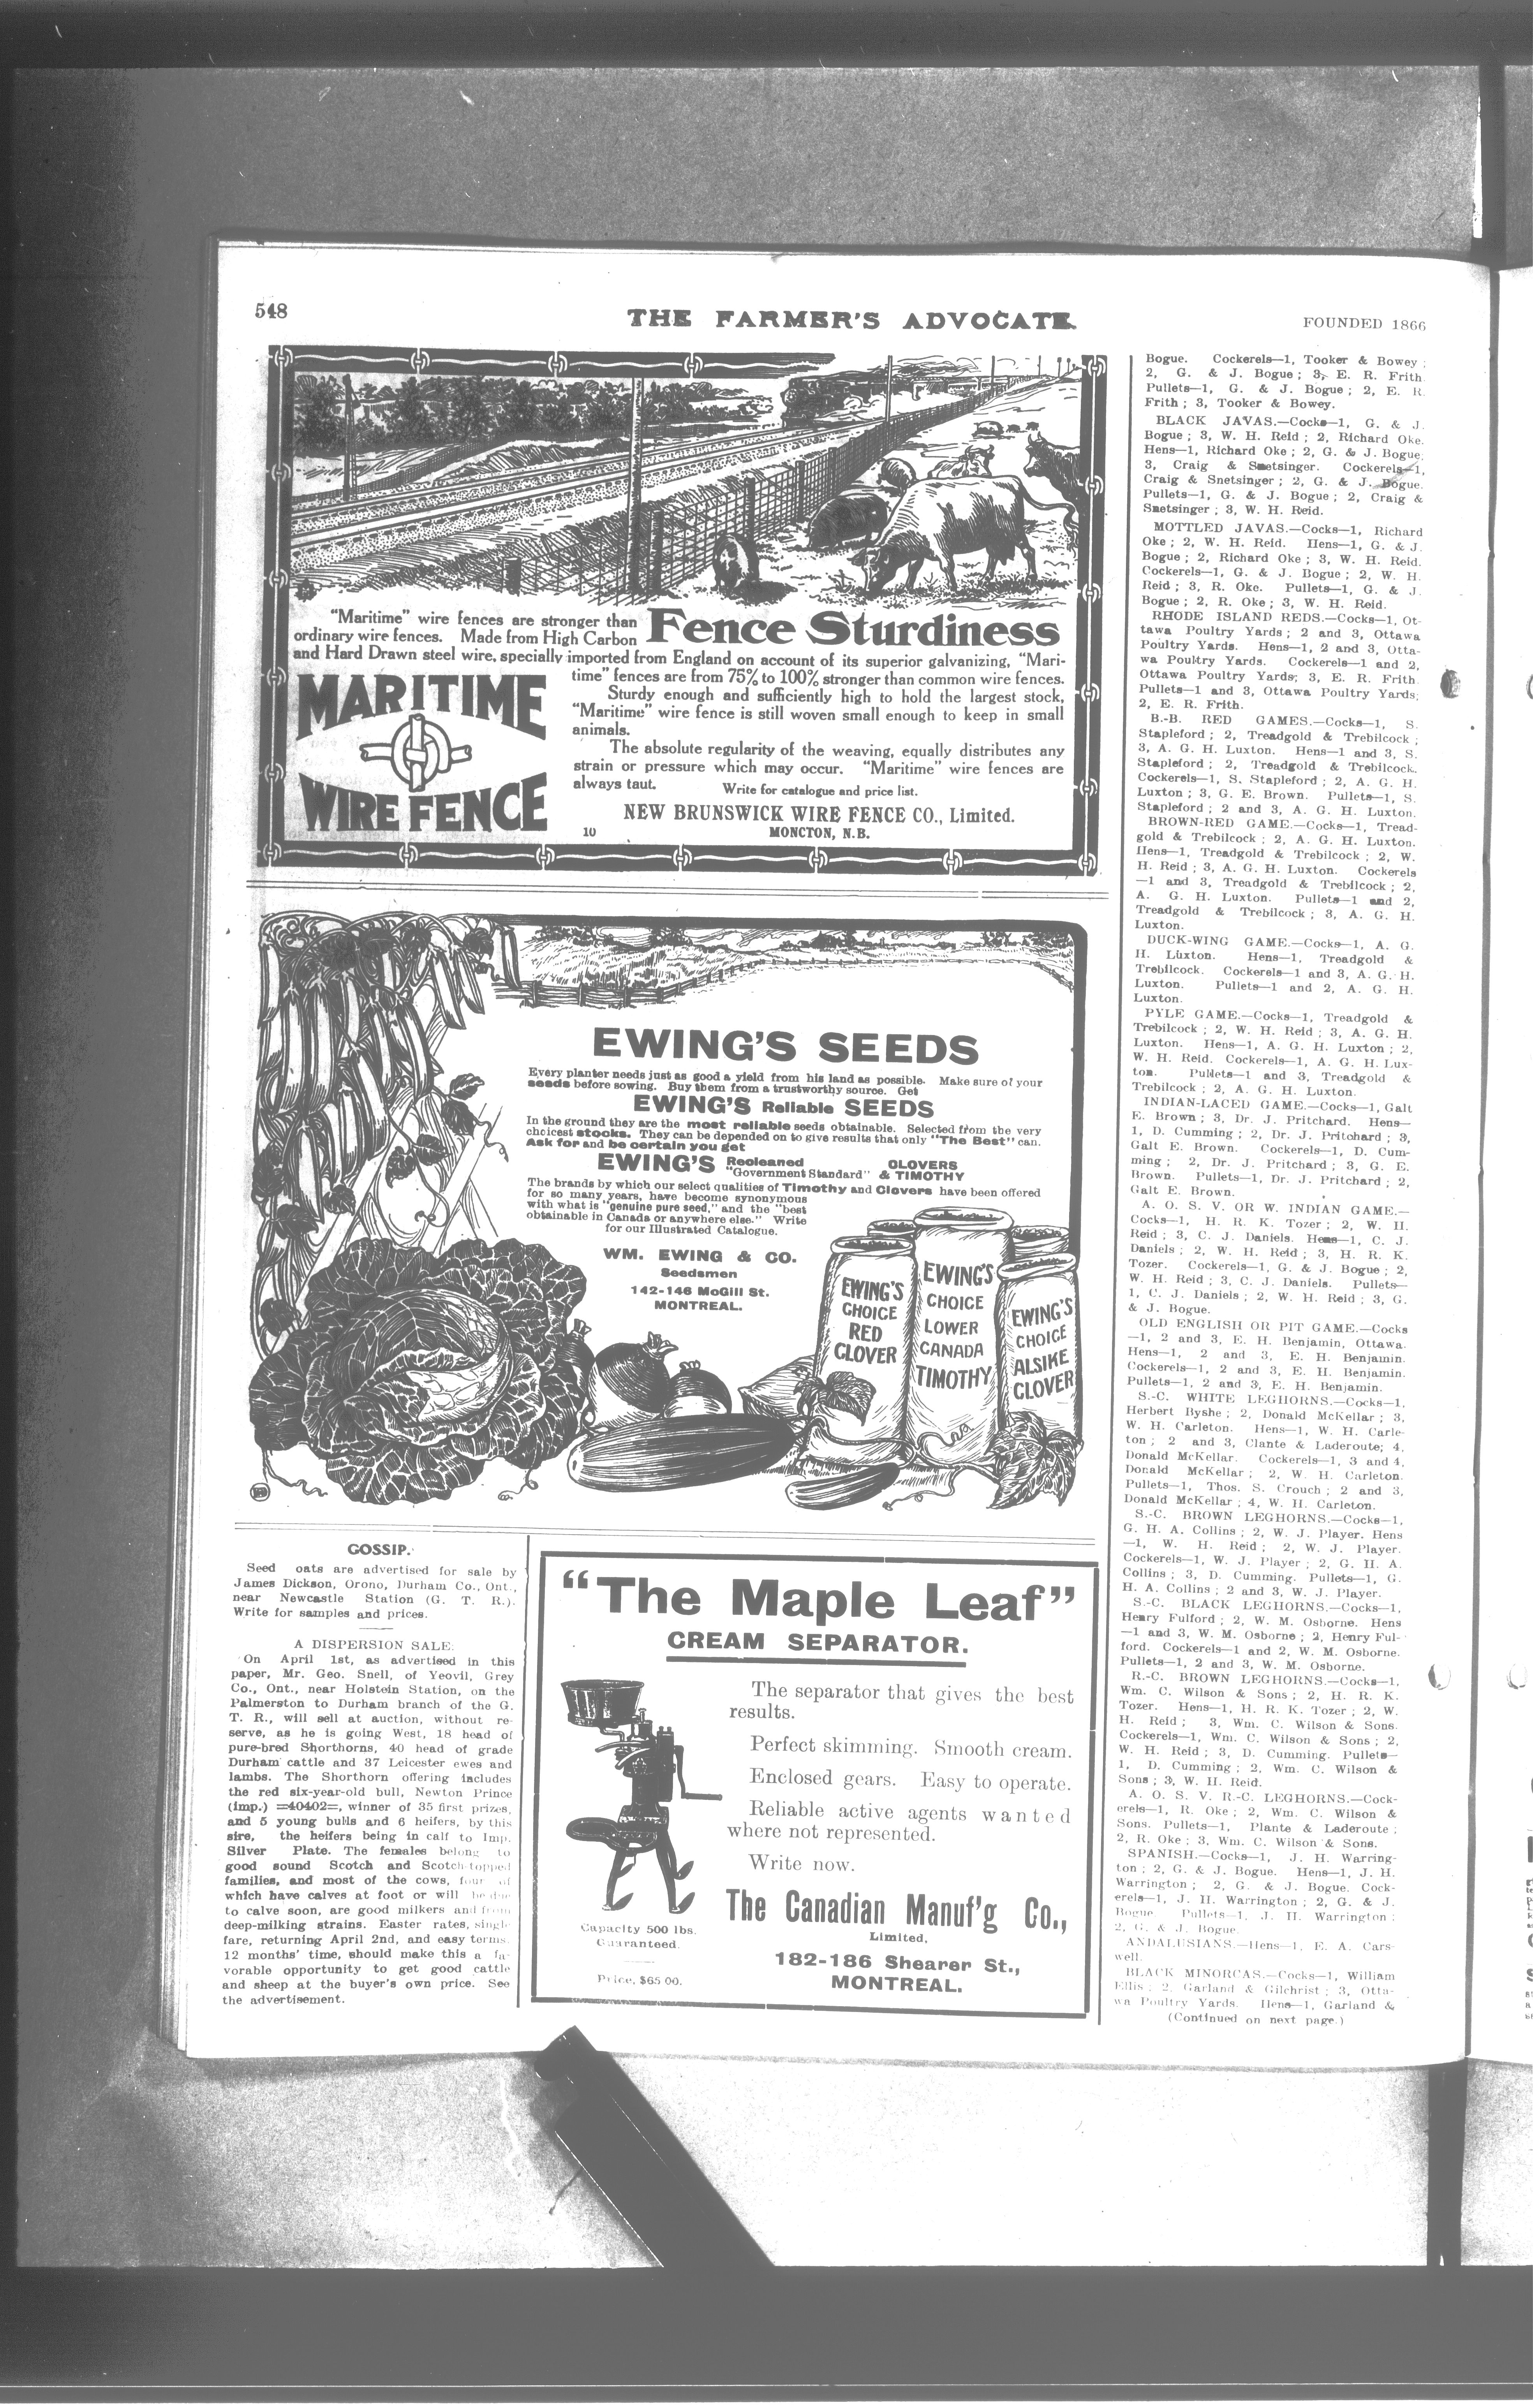 548
THE FARMER'S ADVOCATE.
FOUNDED 1866
"Maritime" wire fences are stronger than
ordinary wire fences. Made from High Carbon
Fence Sturdiness
and Hard Drawn steel wire, specially imported from England on account of its superior galvanizing, "Mari-
time" fences are from 75% to 100% stronger than common wire fences.
Sturdy enough and sufficiently high to hold the largest stock,
"Maritime" wire fence is still woven small enough to keep in small
animals.
The absolute regularity of the weaving, equally distributes any
strain or pressure which may occur. "Maritime" wire fences are
always taut. Write for catalogue and price list.
MARITIME
WIRE FENCE
NEW BRUNSWICK WIRE FENCE CO., Limited.
10 MONCTON, N.B.
EWING'S SEEDS
Every planter needs just as good a yield from his land as possible. Make sure of your
seeds before sowing. Buy them from a trustworthy source. Get
EWING'S Reliable SEEDS
In the ground they are the most reliable seeds obtainable. Selected from the very
choicest stocks. They can be depended on to give results that only "The Best" can.
Ask for and be certain you get
EWING'S Recleaned CLOVERS
"Government Standard" & TIMOTHY
The brands by which our select qualities of Timothy and Clovers have been offered
for so many years, have become synonymous
with what is "genuine pure seed," and the "best
obtainable in Canada or anywhere else." Write
for our Illustrated Catalogue.
WM. EWING & CO.
Seedsmen
142-146 McGill St.
MONTREAL.
EWING'S
CHOICE
RED
CLOVER
EWING'S
CHOICE
LOWER
CANADA
TIMOTHY
EWING'S
CHOICE
ALSIKE
CLOVER
GOSSIP.
Seed oats are advertised for sale by
James Dickson, Orono, Durham Co., Ont.,
near Newcastle Station (G. T. R.).
Write for samples and prices.
A DISPERSION SALE.
On April 1st, as advertised in this
paper, Mr. Geo. Snell, of Yeovil, Grey
Co., Ont., near Holstein Station, on the
Palmerston to Durham branch of the G.
T. R., will sell at auction, without re-
serve, as he is going West, 18 head of
pure-bred Shorthorns, 40 head of grade
Durham cattle and 37 Leicester ewes and
lambs. The Shorthorn offering includes
the red six-year-old bull, Newton Prince
(imp.) =40402=, winner of 35 first prizes,
and 5 young bulls and 6 heifers, by this
sire, the heifers being in calf to Imp.
Silver Plate. The females belong to
good sound Scotch and Scotch-topped
families, and most of the cows, four of
which have calves at foot or will be due
to calve soon, are good milkers and from
deep-milking strains. Easter rates, single
fare, returning April 2nd, and easy terms,
12 months' time, should make this a fa-
vorable opportunity to get good cattle
and sheep at the buyer's own price. See
the advertisement.
"The Maple Leaf"
CREAM SEPARATOR.
The separator that gives the best
results.
Perfect skimming. Smooth cream.
Enclosed gears. Easy to operate.
Reliable active agents wanted
where not represented.
Write now.
The Canadian Manuf'g Co.,
Limited,
182-186 Shearer St.,
MONTREAL.
Capacity 500 lbs.
Guaranteed.
Price, $65 00.
Bogue. Cockerels—1, Tooker & Bowey ;
2, G. & J. Bogue ; 3, E. R. Frith.
Pullets—1, G. & J. Bogue ; 2, E. R.
Frith ; 3, Tooker & Bowey.
BLACK JAVAS.—Cocks—1, G. & J.
Bogue ; 3, W. H. Reid ; 2, Richard Oke.
Hens—1, Richard Oke ; 2, G. & J. Bogue;
3, Craig & Snetsinger. Cockerels—1,
Craig & Snetsinger ; 2, G. & J. Bogue.
Pullets—1, G. & J. Bogue ; 2, Craig &
Snetsinger ; 3, W. H. Reid.
MOTTLED JAVAS.—Cocks—1, Richard
Oke ; 2, W. H. Reid. Hens—1, G. & J.
Bogue ; 2, Richard Oke ; 3, W. H. Reid.
Cockerels—1, G. & J. Bogue ; 2, W. H.
Reid ; 3, R. Oke. Pullets—1, G. & J.
Bogue ; 2, R. Oke ; 3, W. H. Reid.
RHODE ISLAND REDS.—Cocks—1, Ot-
tawa Poultry Yards ; 2 and 3, Ottawa
Poultry Yards. Hens—1, 2 and 3, Otta-
wa Poultry Yards. Cockerels—1 and 2,
Ottawa Poultry Yards; 3, E. R. Frith.
Pullets—1 and 3, Ottawa Poultry Yards;
2, E. R. Frith.
B.-B. RED GAMES.—Cocks—1, S.
Stapleford ; 2, Treadgold & Trebilcock ;
3, A. G. H. Luxton. Hens—1 and 3, S.
Stapleford ; 2, Treadgold & Trebilcock.
Cockerels—1, S. Stapleford ; 2, A. G. H.
Luxton ; 3, G. E. Brown. Pullets—1, S.
Stapleford ; 2 and 3, A. G. H. Luxton.
BROWN-RED GAME.—Cocks—1, Tread-
gold & Trebilcock ; 2, A. G. H. Luxton.
Hens—1, Treadgold & Trebilcock ; 2, W.
H. Reid ; 3, A. G. H. Luxton. Cockerels
—1 and 3, Treadgold & Trebilcock ; 2,
A. G. H. Luxton. Pullets—1 and 2,
Treadgold & Trebilcock ; 3, A. G. H.
Luxton.
DUCK-WING GAME.—Cocks—1, A. G.
H. Luxton. Hens—1, Treadgold &
Trebilcock. Cockerels—1 and 3, A. G. H.
Luxton. Pullets—1 and 2, A. G. H.
Luxton.
PYLE GAME.—Cocks—1, Treadgold &
Trebilcock ; 2, W. H. Reid ; 3, A. G. H.
Luxton. Hens—1, A. G. H. Luxton ; 2,
W. H. Reid. Cockerels—1, A. G. H. Lux-
ton. Pullets—1 and 3, Treadgold &
Trebilcock ; 2, A. G. H. Luxton.
INDIAN-LACED GAME.—Cocks—1, Galt
E. Brown ; 3, Dr. J. Pritchard. Hens—
1, D. Cumming ; 2, Dr. J. Pritchard ; 3,
Galt E. Brown. Cockerels—1, D. Cum-
ming ; 2, Dr. J. Pritchard ; 3, G. E.
Brown. Pullets—1, Dr. J. Pritchard ; 2,
Galt E. Brown.
A. O. S. V. OR W. INDIAN GAME.—
Cocks—1, H. R. K. Tozer ; 2, W. H.
Reid ; 3, C. J. Daniels. Hens—1, C. J.
Daniels ; 2, W. H. Reid ; 3, H. R. K.
Tozer. Cockerels—1, G. & J. Bogue ; 2,
W. H. Reid ; 3, C. J. Daniels. Pullets—
1, C. J. Daniels ; 2, W. H. Reid ; 3, G.
& J. Bogue.
OLD ENGLISH OR PIT GAME.—Cocks
—1, 2 and 3, E. H. Benjamin, Ottawa.
Hens—1, 2 and 3, E. H. Benjamin.
Cockerels—1, 2 and 3, E. H. Benjamin.
Pullets—1, 2 and 3, E. H. Benjamin.
S.-C. WHITE LEGHORNS.—Cocks—1,
Herbert Byshe ; 2, Donald McKellar ; 3,
W. H. Carleton. Hens—1, W. H. Carle-
ton ; 2 and 3, Clante & Laderoute; 4,
Donald McKellar. Cockerels—1, 3 and 4,
Donald McKellar ; 2, W. H. Carleton.
Pullets—1, Thos. S. Crouch ; 2 and 3,
Donald McKellar ; 4, W. H. Carleton.
S.-C. BROWN LEGHORNS.—Cocks—1,
G. H. A. Collins ; 2, W. J. Player. Hens
—1, W. H. Reid ; 2, W. J. Player.
Cockerels—1, W. J. Player ; 2, G. H. A.
Collins ; 3, D. Cumming. Pullets—1, G.
H. A. Collins ; 2 and 3, W. J. Player.
S.-C. BLACK LEGHORNS.—Cocks—1,
Henry Fulford ; 2, W. M. Osborne. Hens
—1 and 3, W. M. Osborne ; 2, Henry Ful-
ford. Cockerels—1 and 2, W. M. Osborne.
Pullets—1, 2 and 3, W. M. Osborne.
R.-C. BROWN LEGHORNS.—Cocks—1,
Wm. C. Wilson & Sons ; 2, H. R. K.
Tozer. Hens—1, H. R. K. Tozer ; 2, W.
H. Reid ; 3, Wm. C. Wilson & Sons.
Cockerels—1, Wm. C. Wilson & Sons ; 2,
W. H. Reid ; 3, D. Cumming. Pullets—
1, D. Cumming ; 2, Wm. C. Wilson &
Sons ; 3, W. H. Reid.
A. O. S. V. R.-C. LEGHORNS.—Cock-
erels—1, R. Oke ; 2, Wm. C. Wilson &
Sons. Pullets—1, Plante & Laderoute ;
2, R. Oke ; 3, Wm. C. Wilson & Sons.
SPANISH.—Cocks—1, J. H. Warring-
ton ; 2, G. & J. Bogue. Hens—1, J. H.
Warrington ; 2, G. & J. Bogue. Cock-
erels—1, J. H. Warrington ; 2, G. & J.
Bogue. Pullets—1, J. H. Warrington ;
2, G. & J. Bogue.
ANDALUSIANS.—Hens—1, E. A. Cars-
well.
BLACK MINORCAS.—Cocks—1, William
Ellis ; 2, Garland & Gilchrist ; 3, Otta-
wa Poultry Yards. Hens—1, Garland &
(Continued on next page.)